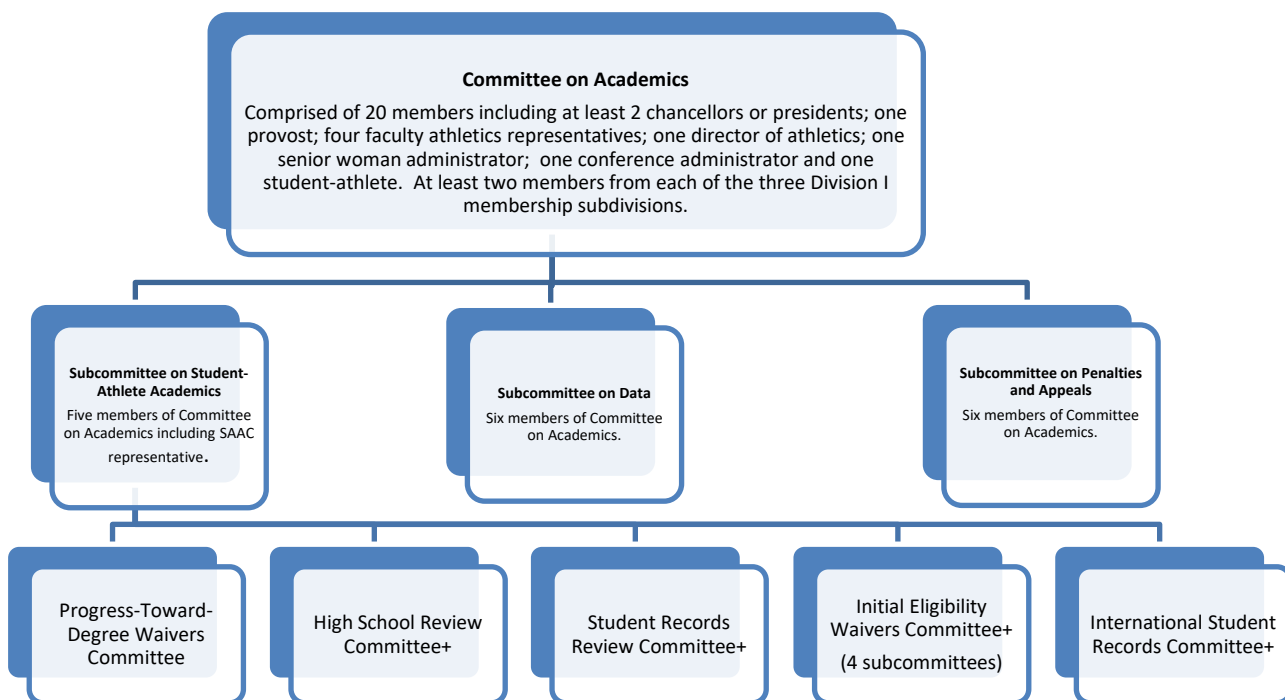 Committee on Academics
Comprised of 20 members including at least 2 chancellors or presidents; one
provost; four faculty athletics representatives; one director of athletics; one
senior woman administrator; one conference administrator and one
student-athlete. At least two members from each of the three Division I
membership subdivisions.
Subcommittee on Student-
Athlete Academics
Five members of Committee
on Academics including SAAC
representative.
Subcommittee on Data
Six members of Committee
on Academics.
Subcommittee on Penalties
and Appeals
Six members of Committee
on Academics.
Progress-Toward-
Degree Waivers
Committee
High School Review
Committee+
Student Records
Review Committee+
Initial Eligibility
Waivers Committee+
(4 subcommittees)
International Student
Records Committee+